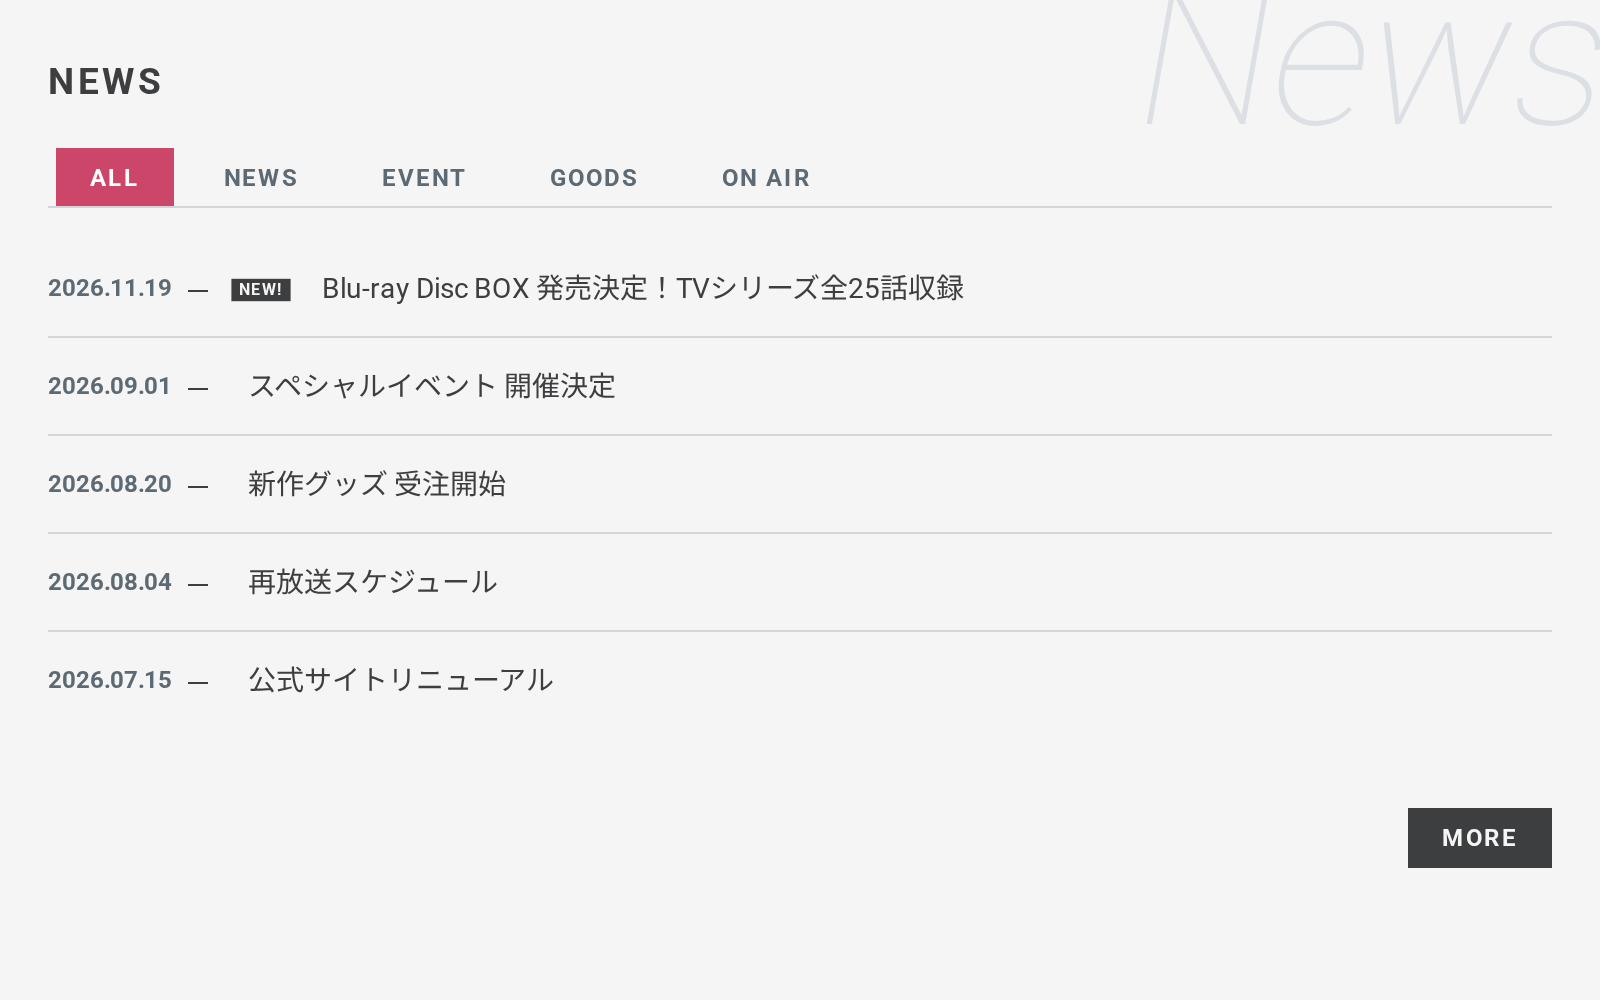 News
NEWS
ALL NEWS EVENT GOODS ON AIR
2026.11.19 — NEW! Blu-ray Disc BOX 発売決定！TVシリーズ全25話収録
2026.09.01 — スペシャルイベント 開催決定
2026.08.20 — 新作グッズ 受注開始
2026.08.04 — 再放送スケジュール
2026.07.15 — 公式サイトリニューアル
MORE